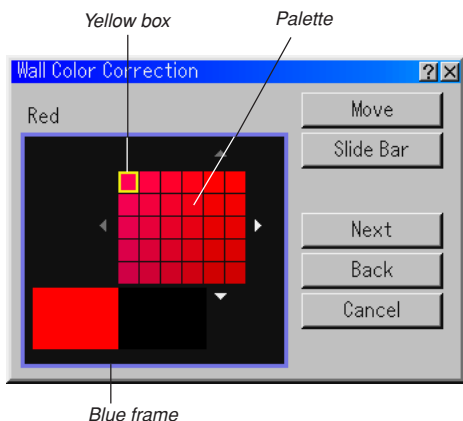 Yellow box
Palette
Wall Color Correction
?
Red
Move
Slide Bar
Next
Back
Cancel
Blue frame